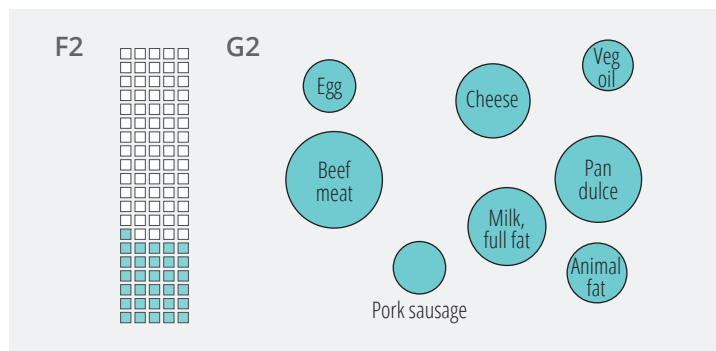 F2
G2
Egg
Cheese
Veg
oil
Beef
meat
Pan
dulce
Milk,
full fat
Animal
fat
Pork sausage